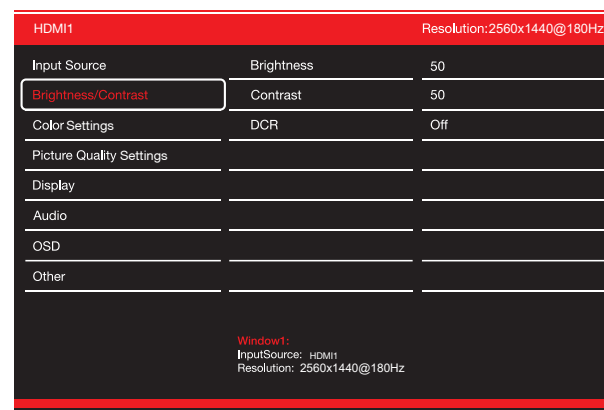 HDMI1 Resolution:2560x1440@180Hz
Input Source Brightness 50
Brightness/Contrast Contrast 50
Color Settings DCR Off
Picture Quality Settings
Display
Audio
OSD
Other
Window1:
InputSource: HDMI1
Resolution: 2560x1440@180Hz